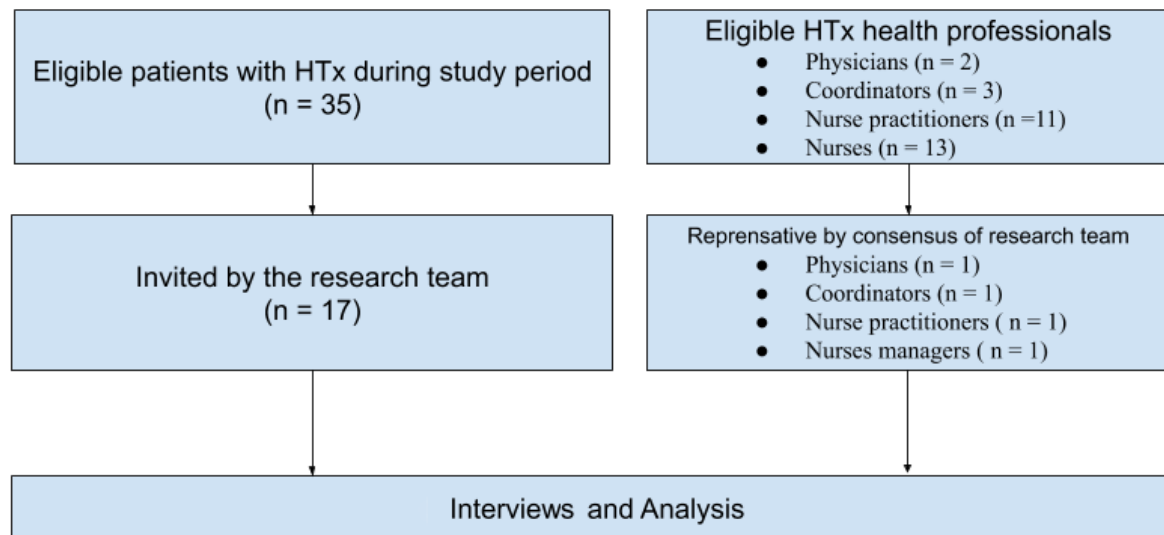 Eligible patients with HTx during study period
(n = 35)
Eligible HTx health professionals
● Physicians (n = 2)
● Coordinators (n = 3)
● Nurse practitioners (n =11)
● Nurses (n = 13)
Invited by the research team
(n = 17)
Reprensative by consensus of research team
● Physicians (n = 1)
● Coordinators (n = 1)
● Nurse practitioners ( n = 1)
● Nurses managers ( n = 1)
Interviews and Analysis